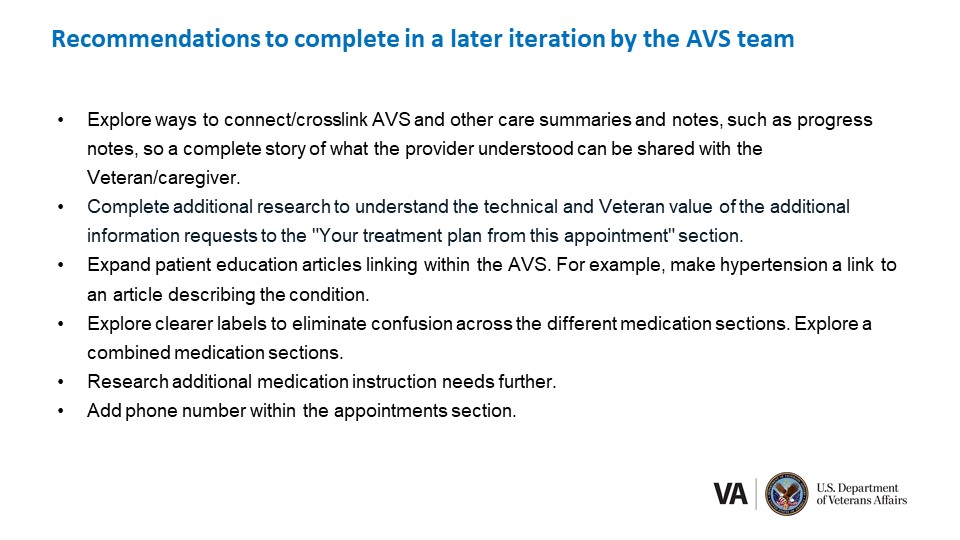 Recommendations to complete in a later iteration by the AVS team
• Explore ways to connect/crosslink AVS and other care summaries and notes, such as progress
notes, so a complete story of what the provider understood can be shared with the
Veteran/caregiver.
• Complete additional research to understand the technical and Veteran value of the additional
information requests to the "Your treatment plan from this appointment" section.
• Expand patient education articles linking within the AVS. For example, make hypertension a link to
an article describing the condition.
• Explore clearer labels to eliminate confusion across the different medication sections. Explore a
combined medication sections.
• Research additional medication instruction needs further.
• Add phone number within the appointments section.
VA
U.S. Department
of Veterans Affairs